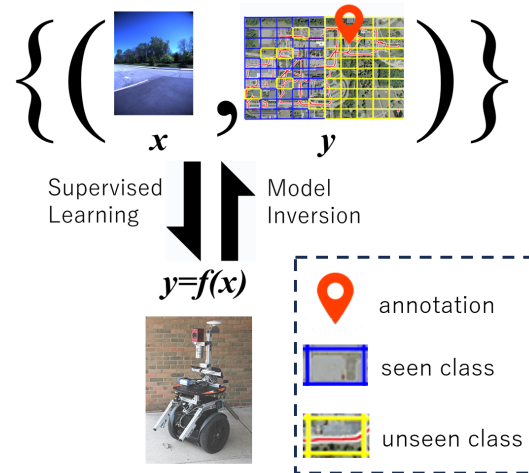 { ( , ) }
x
y
Supervised
Learning
Model
Inversion
y=f(x)
annotation
seen class
unseen class